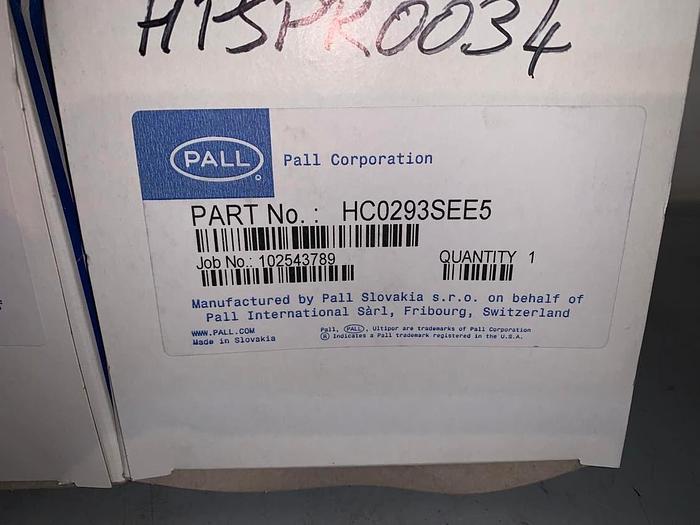 H15PR0034
PALL
Pall Corporation
PART No. : HC0293SEE5
Job No.: 102543789 QUANTITY 1
Manufactured by Pall Slovakia s.r.o. on behalf of
Pall International Sàrl, Fribourg, Switzerland
WWW.PALL.COM
Made in Slovakia
Pall, PALL, Ultipor are trademarks of Pall Corporation
® Indicates a Pall trademark registered in the U.S.A.